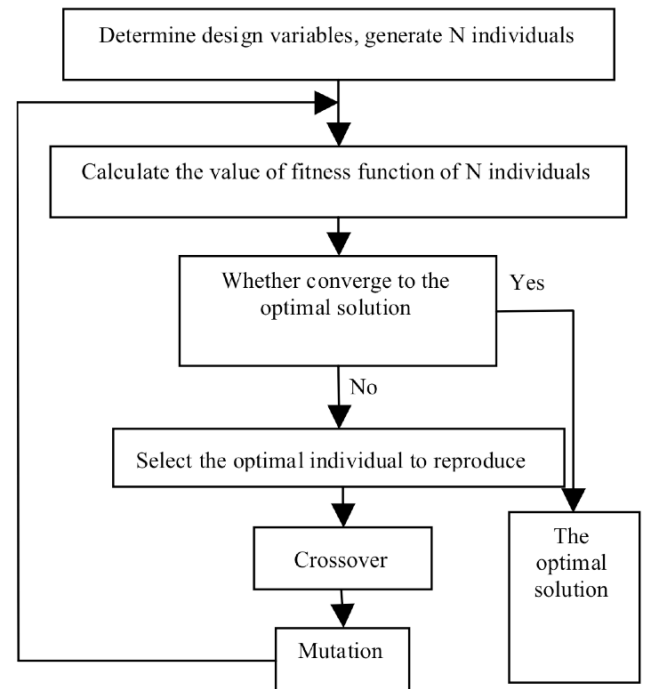 Determine design variables, generate N individuals
Calculate the value of fitness function of N individuals
Whether converge to the
optimal solution
Yes
No
Select the optimal individual to reproduce
Crossover
Mutation
The
optimal
solution